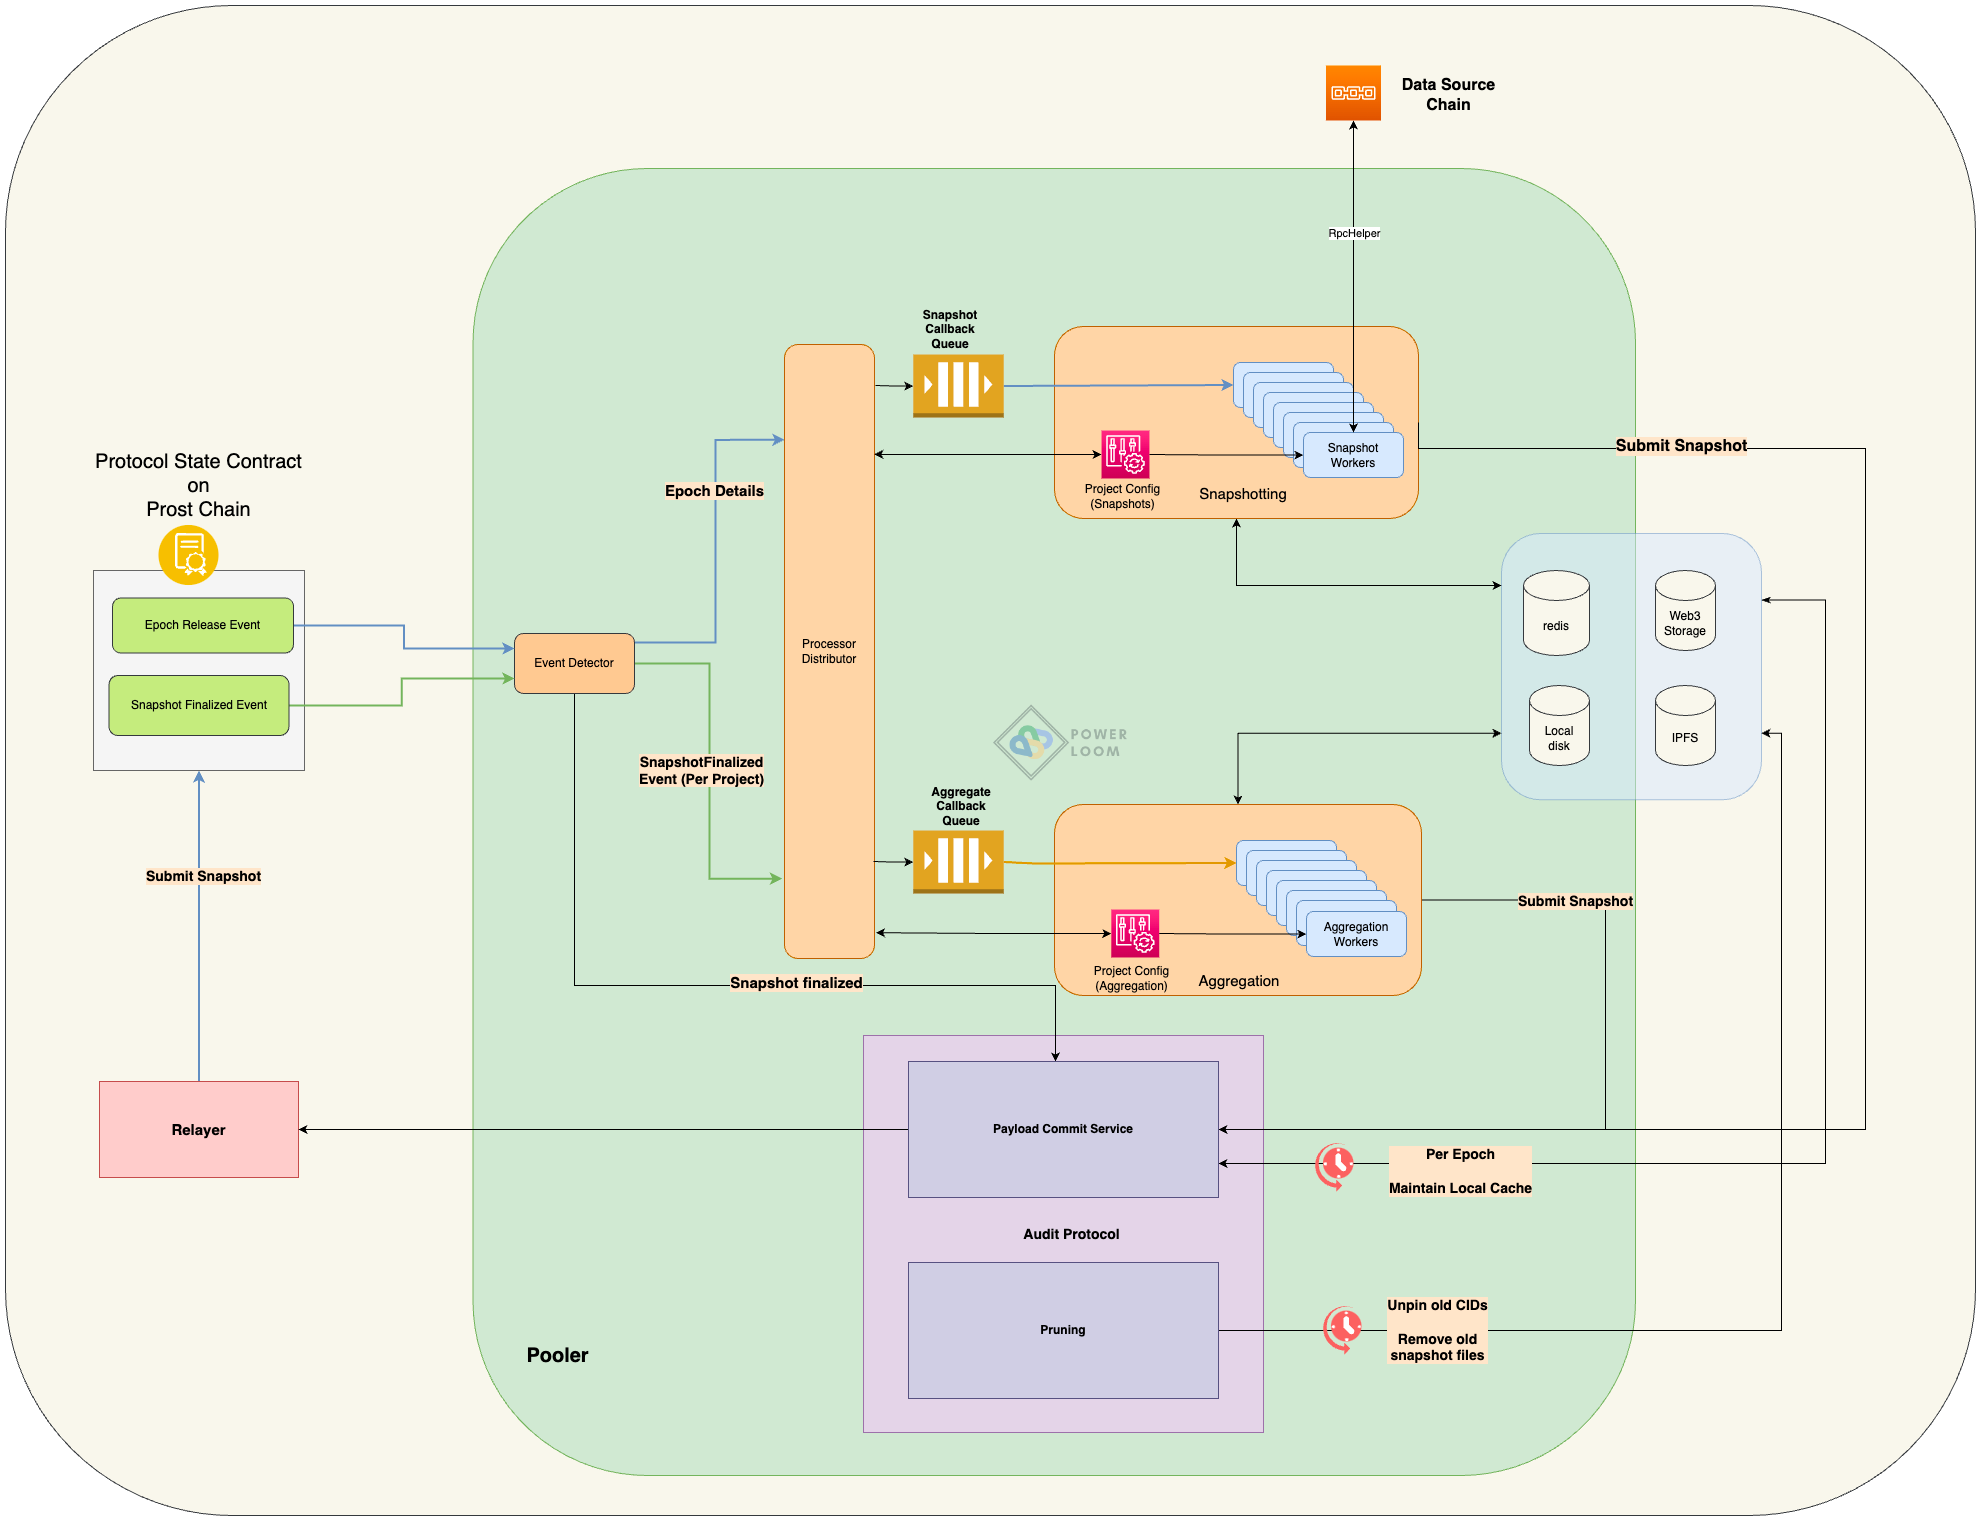 Data Source
Chain
RpcHelper
Snapshot
Callback
Queue
Snapshot
Workers
Project Config
(Snapshots)
Snapshotting
Submit Snapshot
Protocol State Contract
on
Prost Chain
Epoch Release Event
Snapshot Finalized Event
Epoch Details
Event Detector
Processor
Distributor
redis
Web3
Storage
Local
disk
IPFS
POWER
LOOM
SnapshotFinalized
Event (Per Project)
Aggregate
Callback
Queue
Aggregation
Workers
Project Config
(Aggregation)
Aggregation
Submit Snapshot
Submit Snapshot
Snapshot finalized
Relayer
Payload Commit Service
Per Epoch
Maintain Local Cache
Audit Protocol
Pruning
Unpin old CIDs
Remove old
snapshot files
Pooler